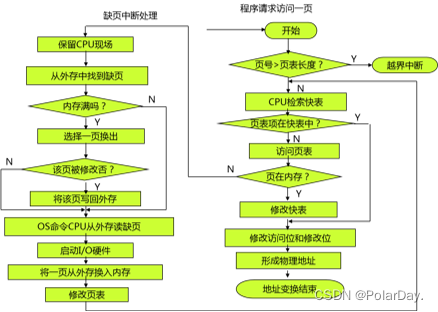 缺页中断处理
保留CPU现场
从外存中找到缺页
内存满吗？
N
Y
选择一页换出
该页被修改否？
N
Y
将该页写回外存
OS命令CPU从外存读缺页
启动I/O硬件
将一页从外存换入内存
修改页表
程序请求访问一页
开始
页号>页表长度？
Y
越界中断
N
CPU检索快表
页表项在快表中？
Y
N
访问页表
N
页在内存？
Y
修改快表
修改访问位和修改位
形成物理地址
地址变换结束
CSDN @PolarDay.